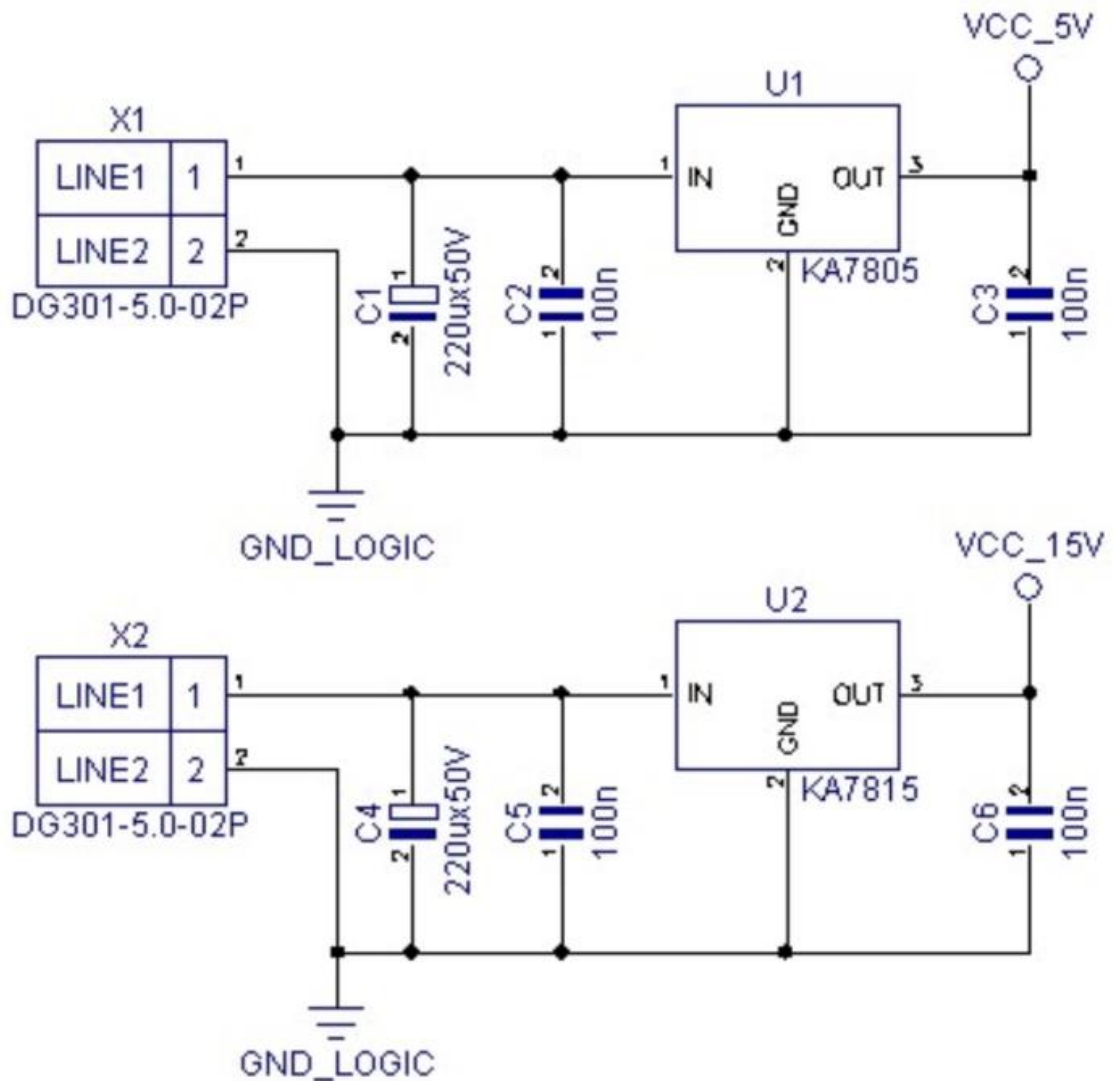 VCC_5V
X1
U1
LINE1 1
1
1
IN
OUT
3
GND
LINE2 2
2
2
KA7805
DG301-5.0-02P
C1
1
2
220ux50V
C2
2
1
100n
C3
2
1
100n
GND_LOGIC
VCC_15V
X2
U2
LINE1 1
1
1
IN
OUT
3
GND
LINE2 2
2
2
KA7815
DG301-5.0-02P
C4
1
2
220ux50V
C5
2
1
100n
C6
2
1
100n
GND_LOGIC